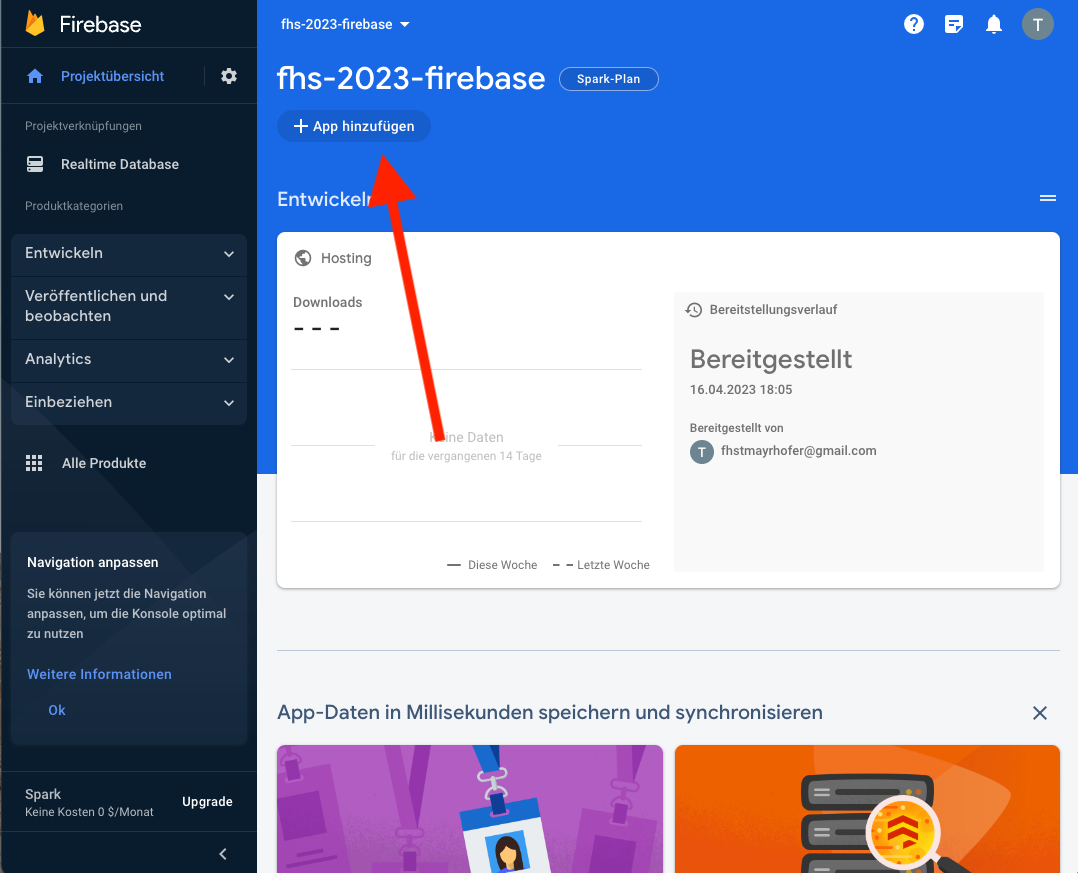 Firebase
Projektübersicht
Projektverknüpfungen
Realtime Database
Produktkategorien
Entwickeln
Veröffentlichen und
beobachten
Analytics
Einbeziehen
Alle Produkte
Navigation anpassen
Sie können jetzt die Navigation
anpassen, um die Konsole optimal
zu nutzen
Weitere Informationen
Ok
Spark
Keine Kosten 0 $/Monat
Upgrade
fhs-2023-firebase
T
fhs-2023-firebase
Spark-Plan
App hinzufügen
Entwickeln
Hosting
Downloads
- - -
Keine Daten
für die vergangenen 14 Tage
Diese Woche
Letzte Woche
Bereitstellungsverlauf
Bereitgestellt
16.04.2023 18:05
Bereitgestellt von
T
fhstmayrhofer@gmail.com
App-Daten in Millisekunden speichern und synchronisieren